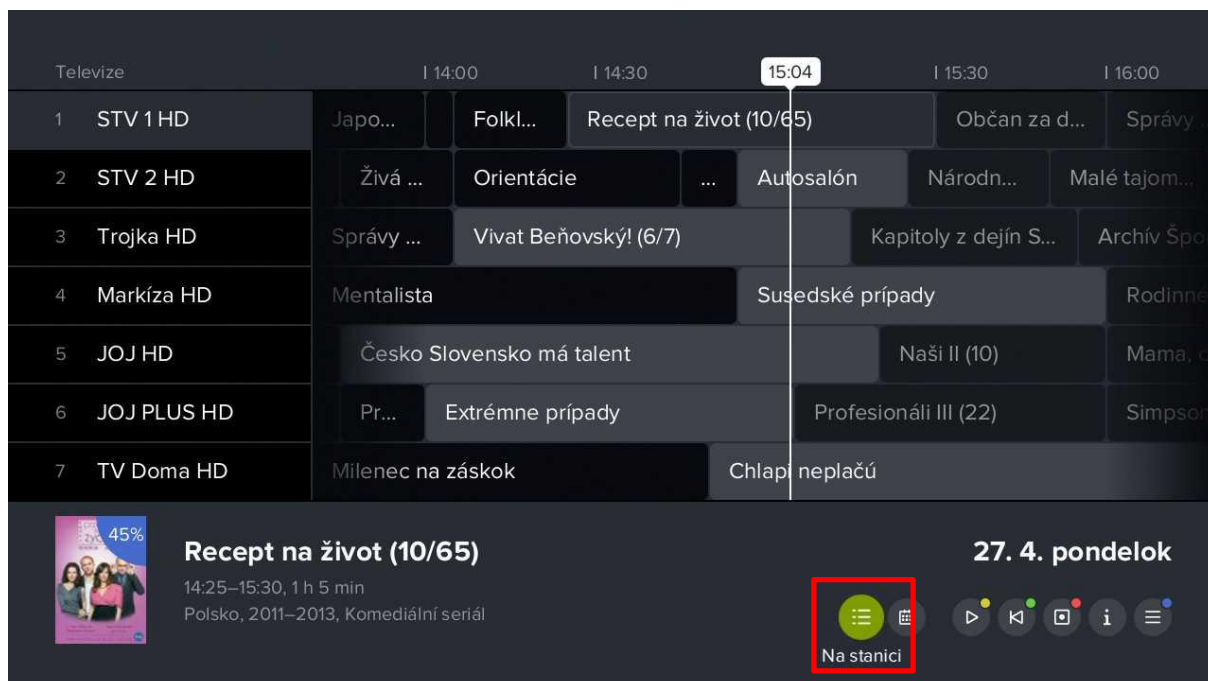 Televize 14:00 14:30 15:04 15:30 16:00
1 STV 1 HD Japo... Folkl... Recept na život (10/65) Občan za d... Správy
2 STV 2 HD Živá ... Orientácie ... Autosalón Národn... Malé tajom...
3 Trojka HD Správy ... Vivat Beňovský! (6/7) Kapitoly z dejín S... Archív Špo
4 Markíza HD Mentalista Susedské prípady Rodinné
5 JOJ HD Česko Slovensko má talent Naši II (10) Mama,
6 JOJ PLUS HD Pr... Extrémne prípady Profesionáli III (22) Simpson
7 TV Doma HD Milenec na záskok Chlapi neplačú
45%
Recept na život (10/65) 27. 4. pondelok
14:25–15:30, 1 h 5 min
Polsko, 2011–2013, Komediální seriál
Na stanici